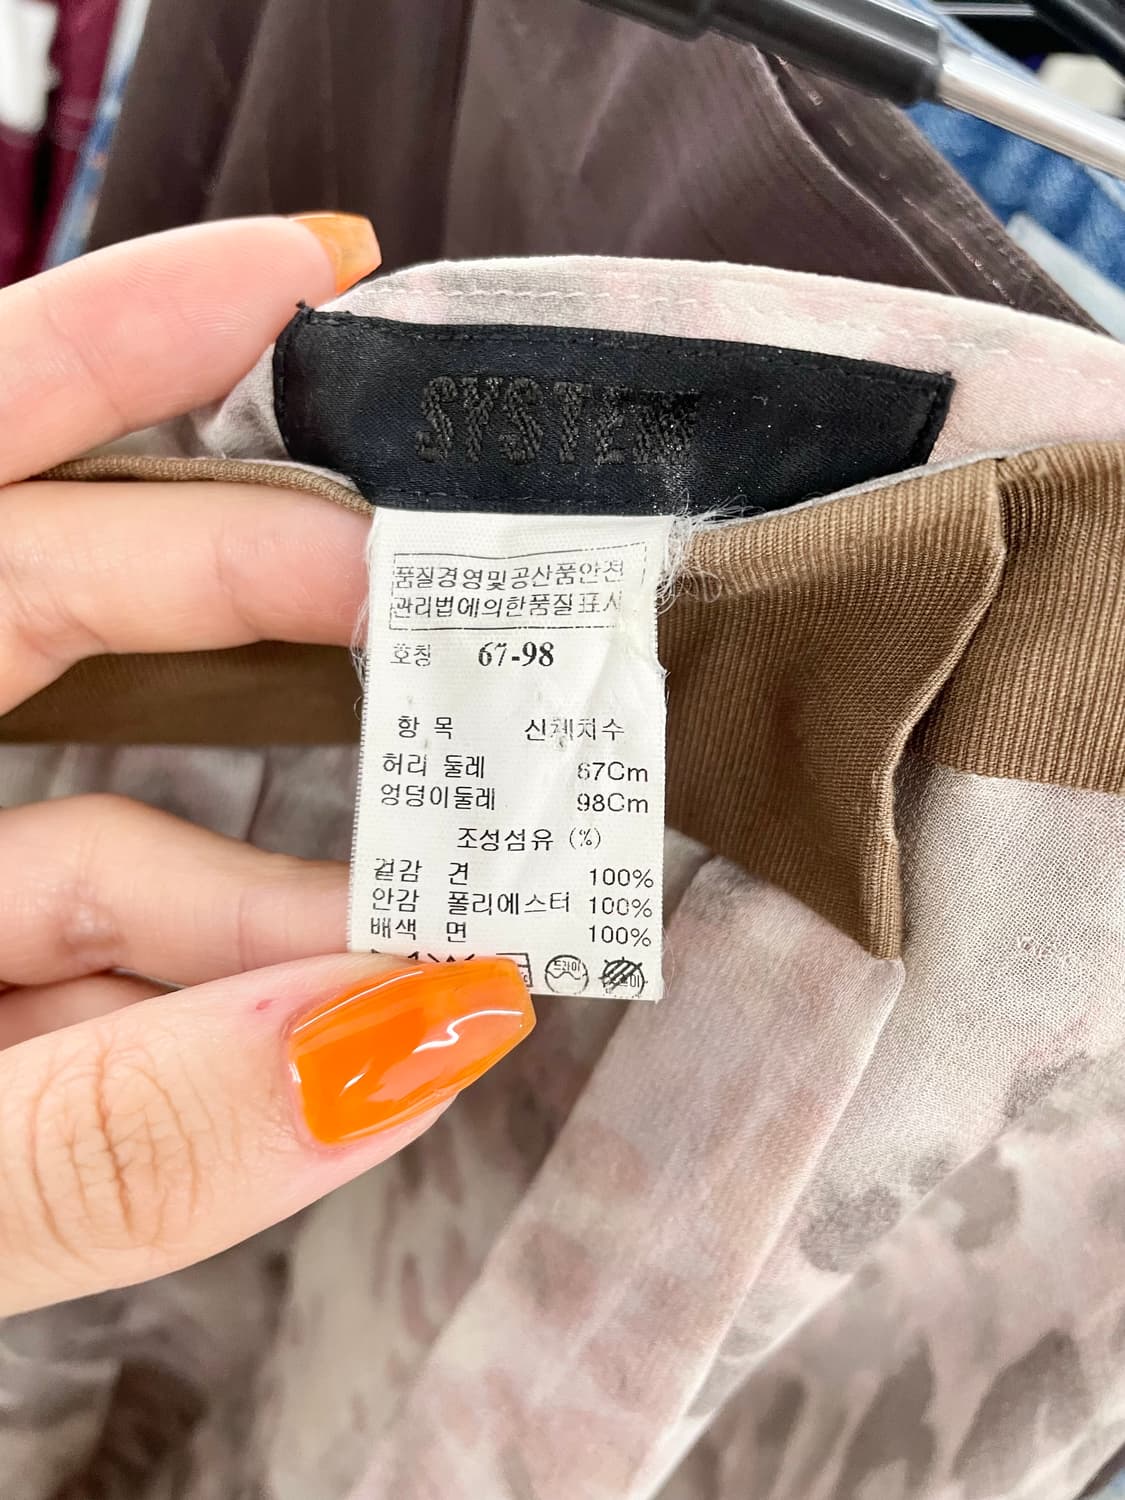 SYSTEM
품질경영및공산품안전
관리법에의한품질표시
호칭 67-98
항 목 신체치수
허리 둘레 67Cm
엉덩이둘레 98Cm
조성섬유 (%)
겉감 견 100%
안감 폴리에스터 100%
배색 면 100%
드라이